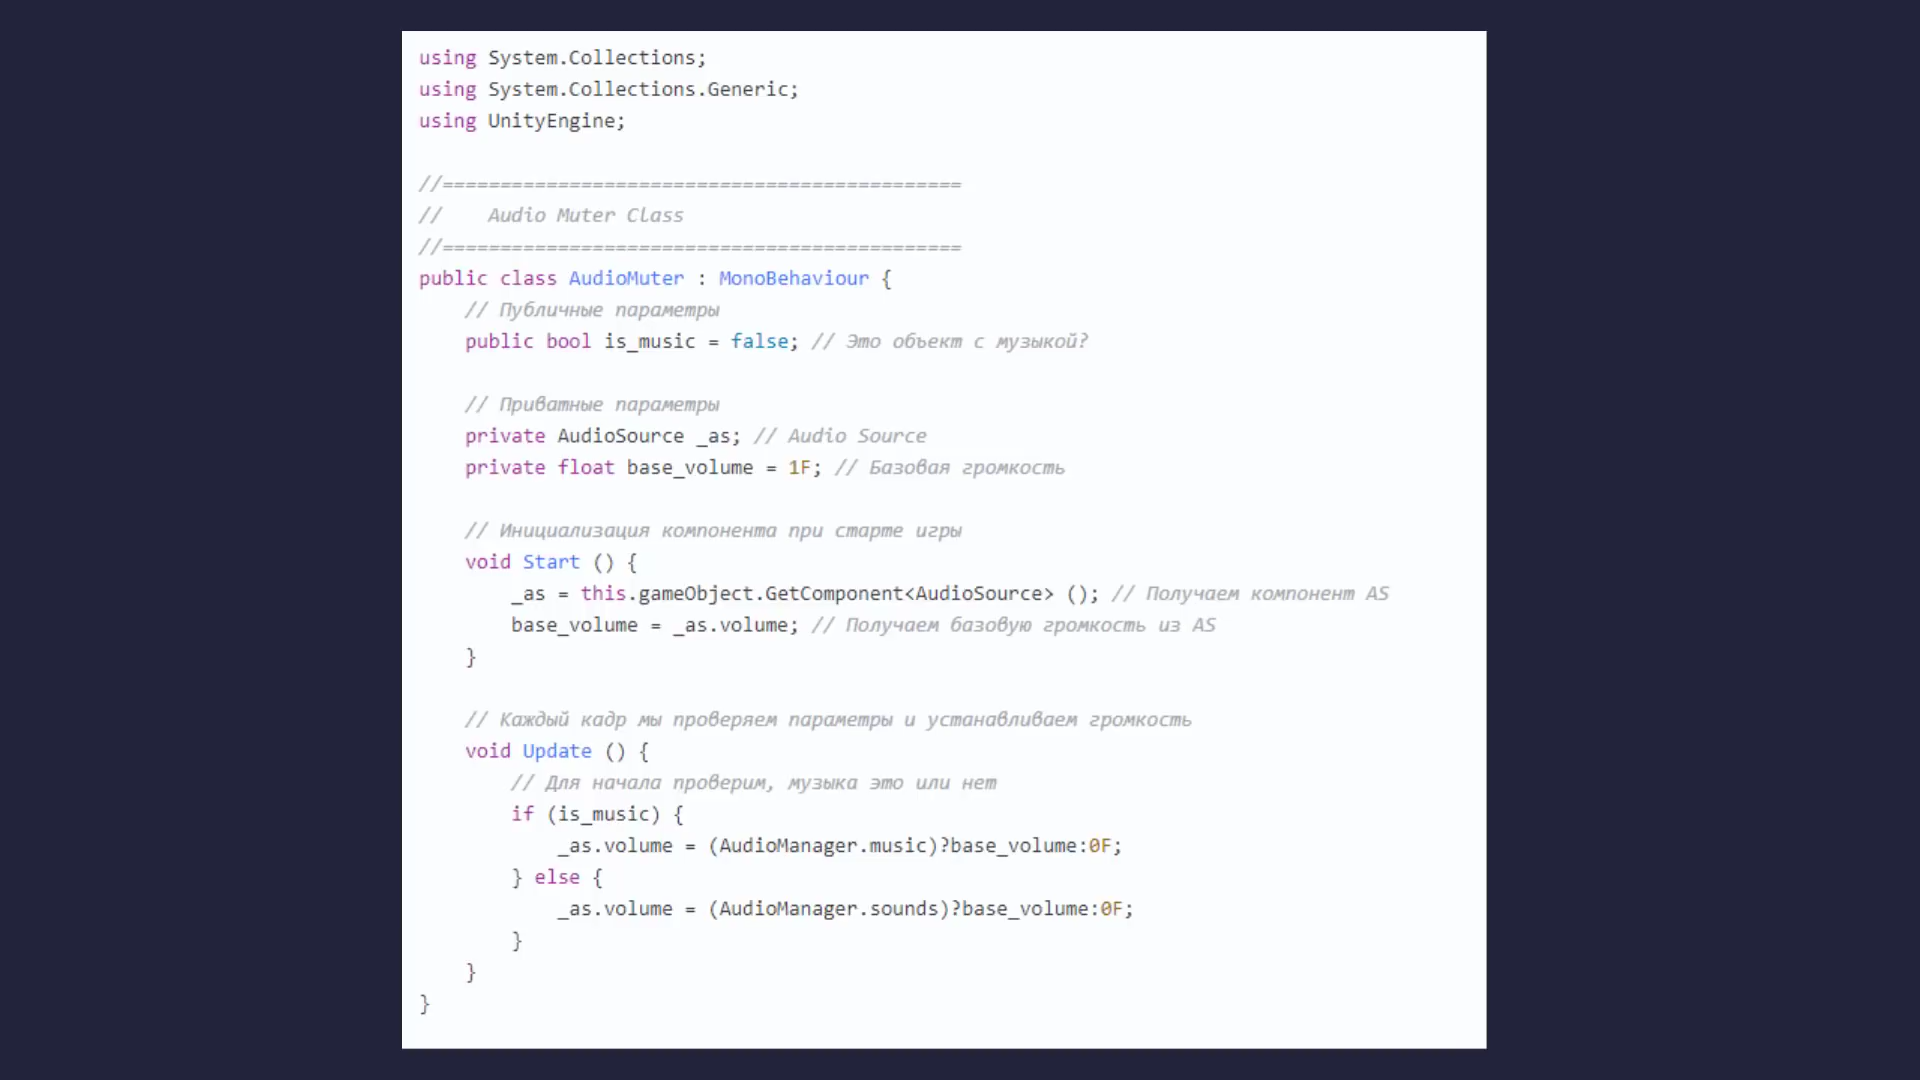 using System.Collections;
using System.Collections.Generic;
using UnityEngine;
//=============================================
//    Audio Muter Class
//=============================================
public class AudioMuter : MonoBehaviour {
    // Публичные параметры
    public bool is_music = false; // Это объект с музыкой?
    // Приватные параметры
    private AudioSource _as; // Audio Source
    private float base_volume = 1F; // Базовая громкость
    // Инициализация компонента при старте игры
    void Start () {
        _as = this.gameObject.GetComponent<AudioSource> (); // Получаем компонент AS
        base_volume = _as.volume; // Получаем базовую громкость из AS
    }
    // Каждый кадр мы проверяем параметры и устанавливаем громкость
    void Update () {
        // Для начала проверим, музыка это или нет
        if (is_music) {
            _as.volume = (AudioManager.music)?base_volume:0F;
        } else {
            _as.volume = (AudioManager.sounds)?base_volume:0F;
        }
    }
}